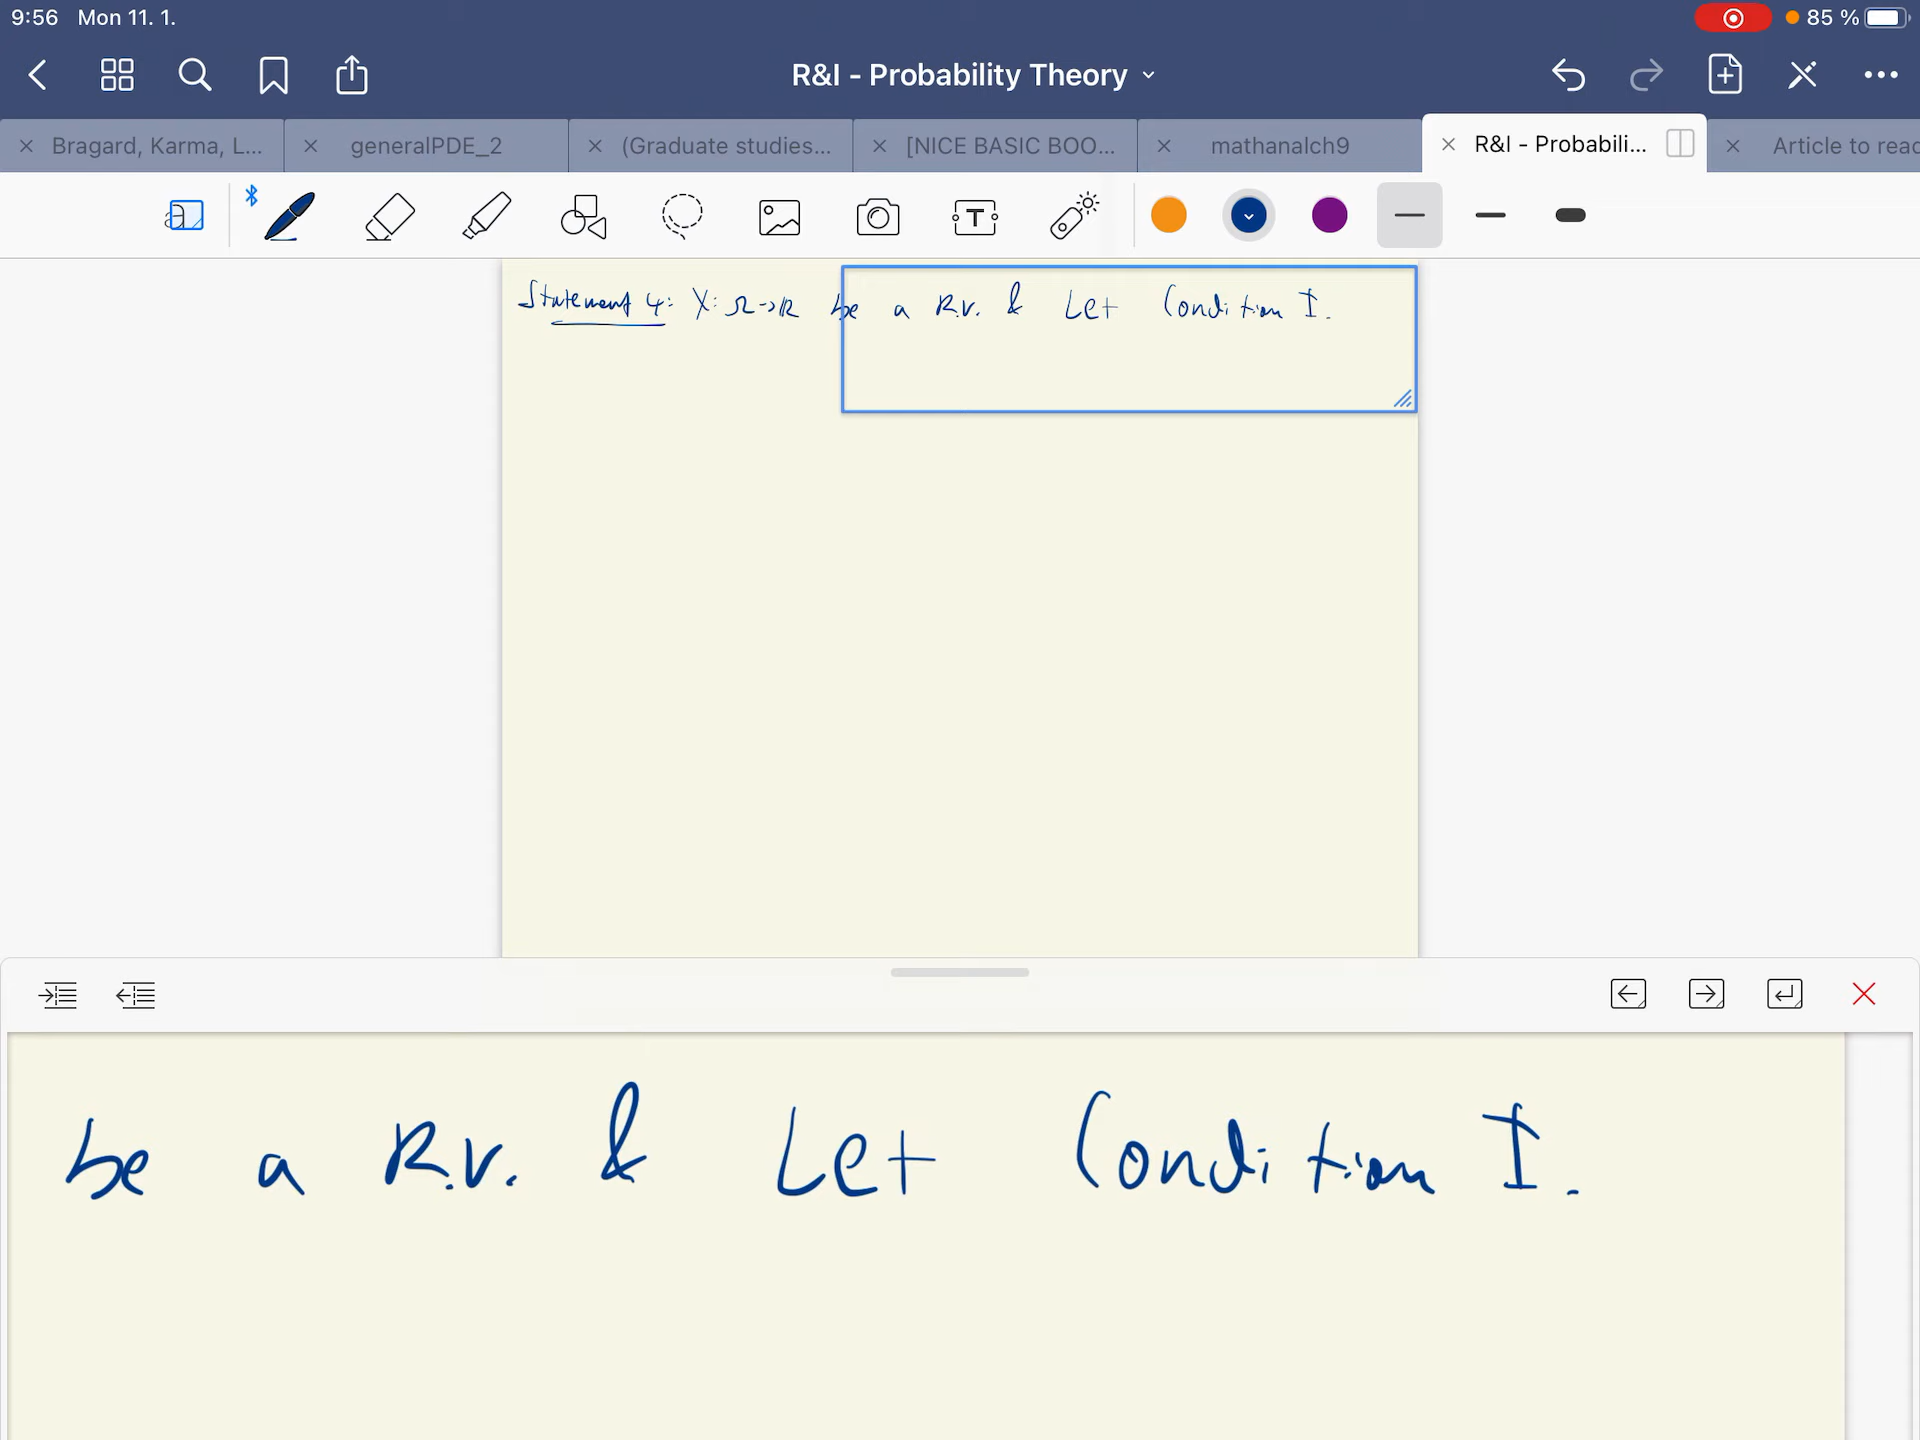 9:56 Mon 11. 1. 85 %
R&I - Probability Theory
Bragard, Karma, L... generalPDE_2 (Graduate studies... [NICE BASIC BOO... mathanalch9 R&I - Probabili... Article to read
T
Statement 4: X: Ω→ℝ be a R.v. & Let Condition I.
be a R.v. & Let Condition I.